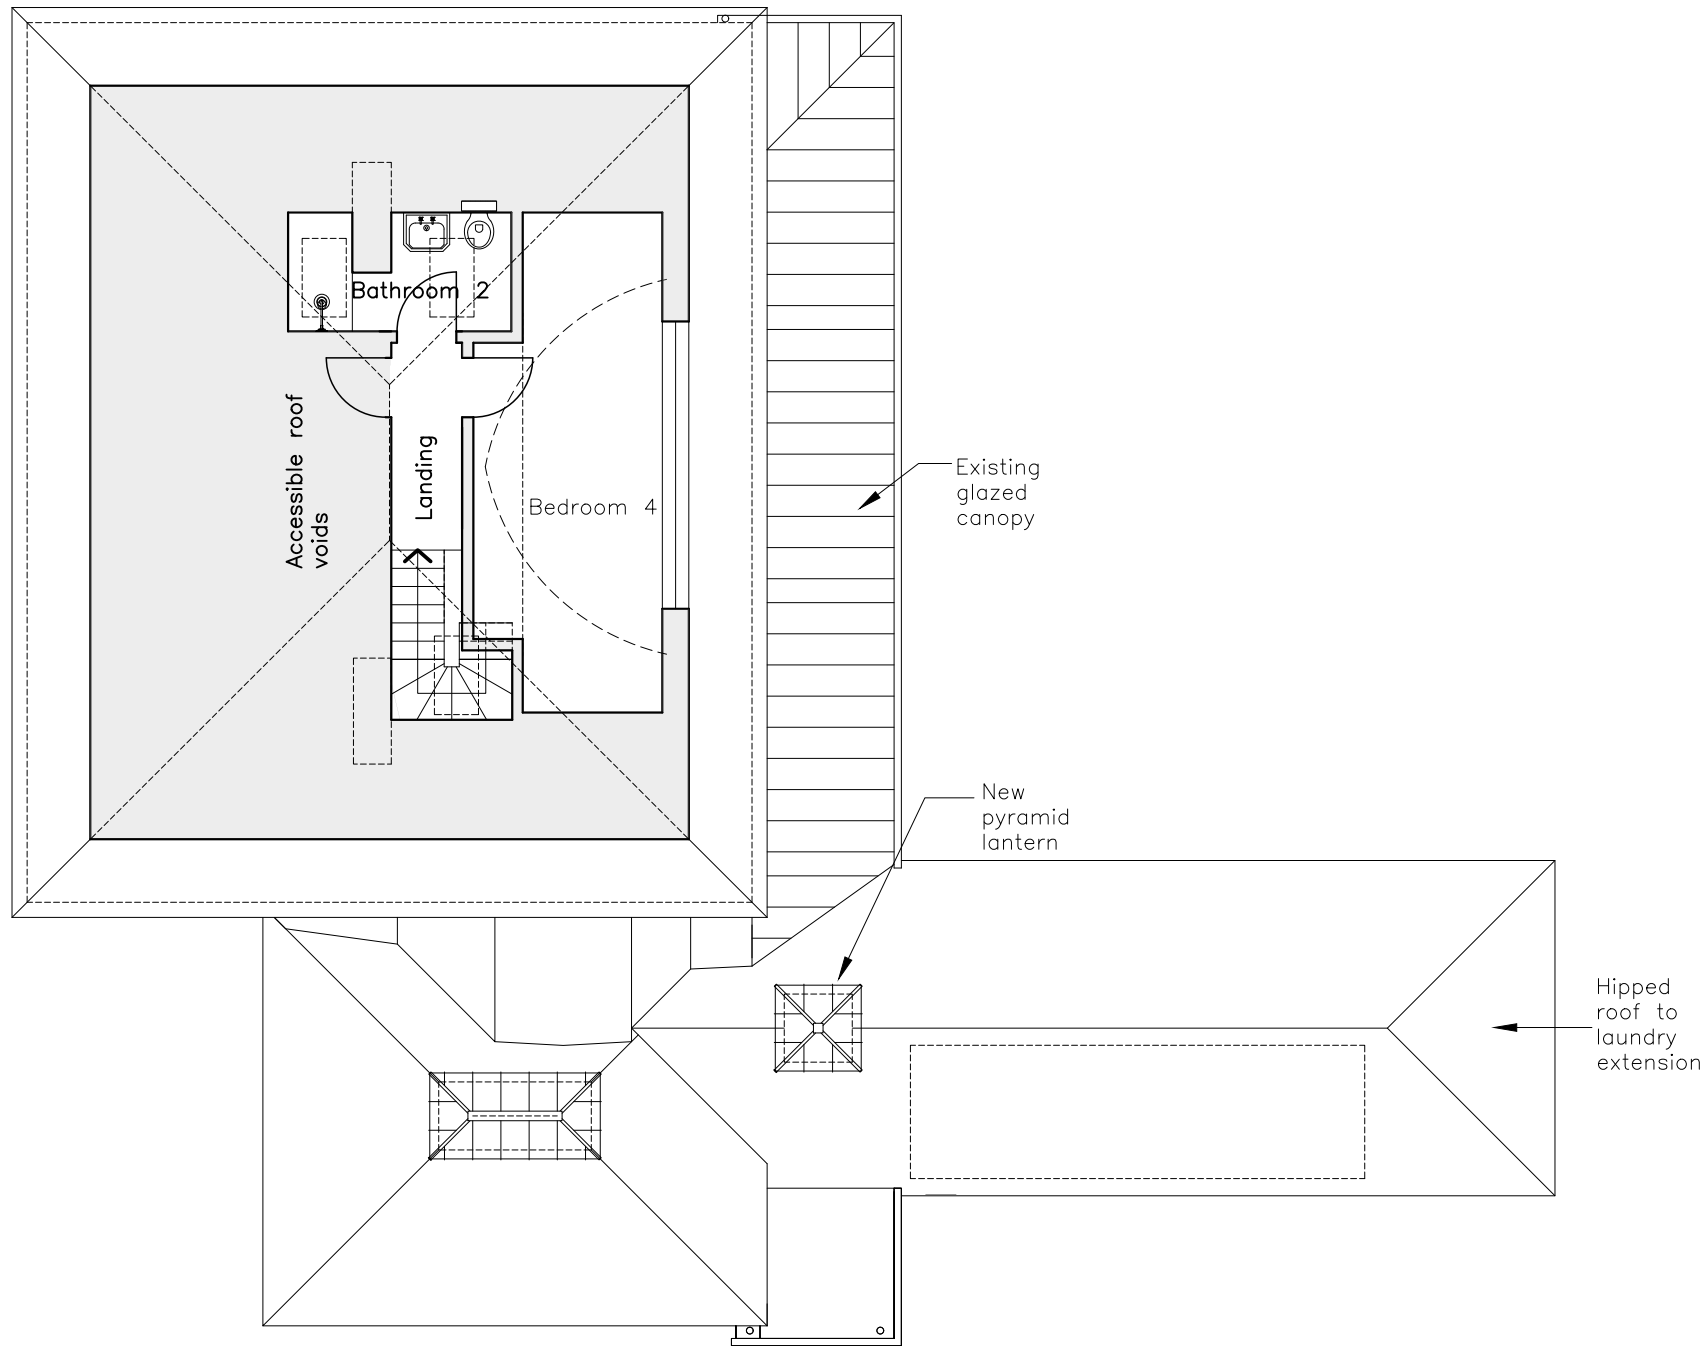 Bathroom 2
Accessible roof
voids
Landing
Bedroom 4
Existing
glazed
canopy
New
pyramid
lantern
Hipped
roof to
laundry
extension